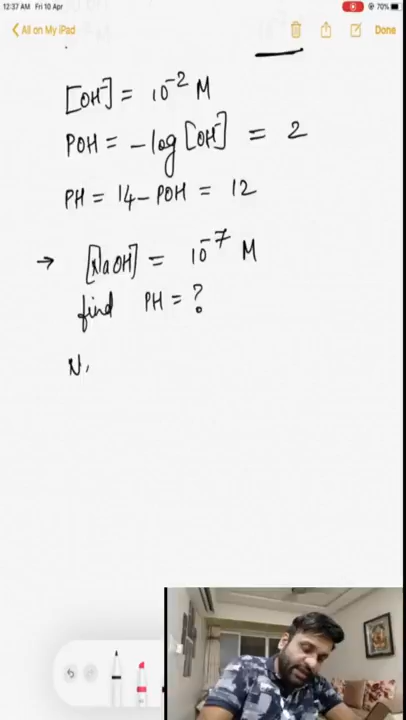 12:37 AM Fri 10 Apr
70%
All on My iPad
Done
[OH⁻] = 10⁻² M
POH = -log [OH⁻] = 2
PH = 14 - POH = 12
→ [NaOH] = 10⁻⁷ M
find PH = ?
N